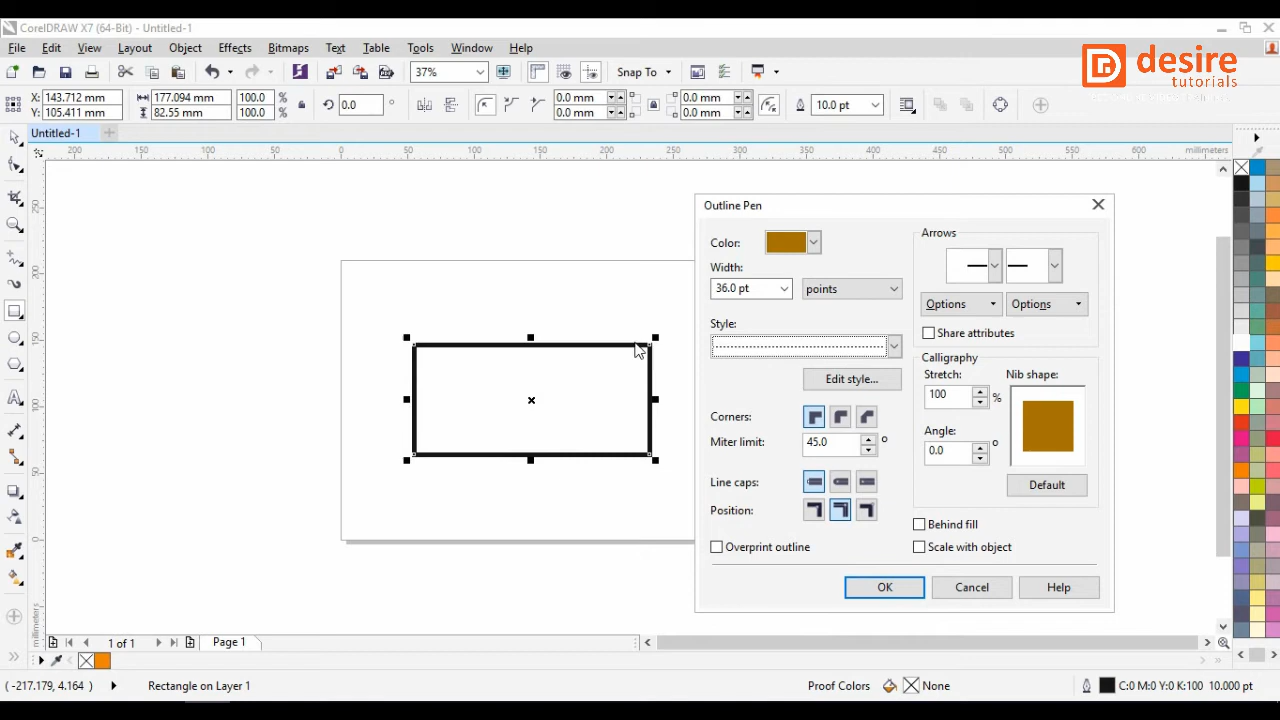 CorelDRAW X7 (64-Bit) - Untitled-1
File Edit View Layout Object Effects Bitmaps Text Table Tools Window Help
desire
tutorials
37% Snap To
X: 143.712 mm 177.094 mm 100.0 % 0.0 ° 0.0 mm 0.0 mm 10.0 pt
Y: 105.411 mm 82.55 mm 100.0 % 0.0 mm 0.0 mm
Untitled-1
200 150 100 50 0 50 100 150 200 250 300 350 400 450 500 550 600 millimeters
200
150
100
50
0
millimeters
Outline Pen
Color:
Width:
36.0 pt points
Style:
Edit style...
Corners:
Miter limit: 45.0 °
Line caps:
Position:
Overprint outline
Arrows
Options Options
Share attributes
Calligraphy
Stretch: Nib shape:
100 %
Angle:
0.0 °
Default
Behind fill
Scale with object
OK Cancel Help
1 of 1 Page 1
(-217.179, 4.164 ) Rectangle on Layer 1 Proof Colors None C:0 M:0 Y:0 K:100 10.000 pt